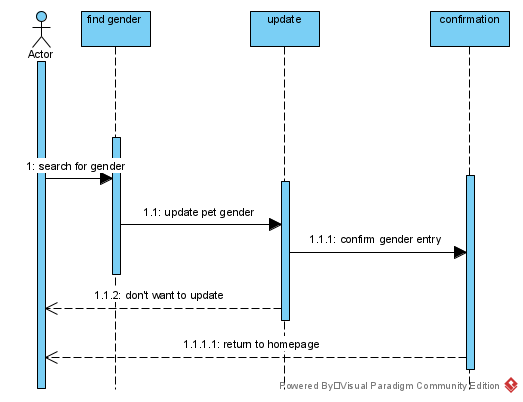 find gender
update
confirmation
Actor
1: search for gender
1.1: update pet gender
1.1.1: confirm gender entry
1.1.2: don't want to update
1.1.1.1: return to homepage
Powered By□Visual Paradigm Community Edition